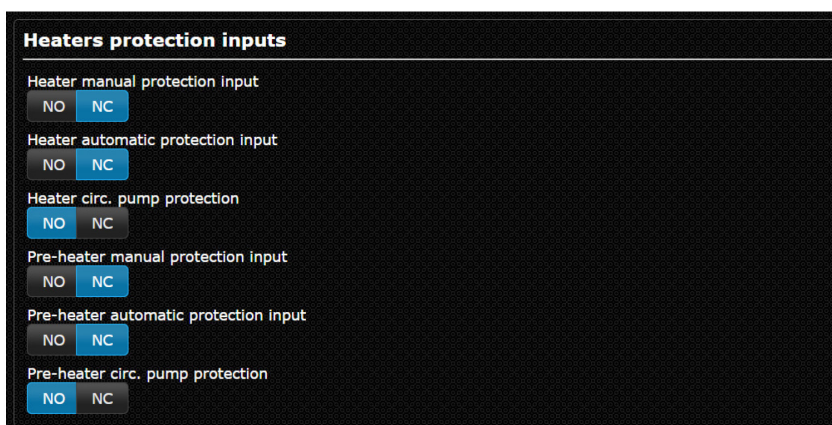 Heaters protection inputs
Heater manual protection input
NO NC
Heater automatic protection input
NO NC
Heater circ. pump protection
NO NC
Pre-heater manual protection input
NO NC
Pre-heater automatic protection input
NO NC
Pre-heater circ. pump protection
NO NC